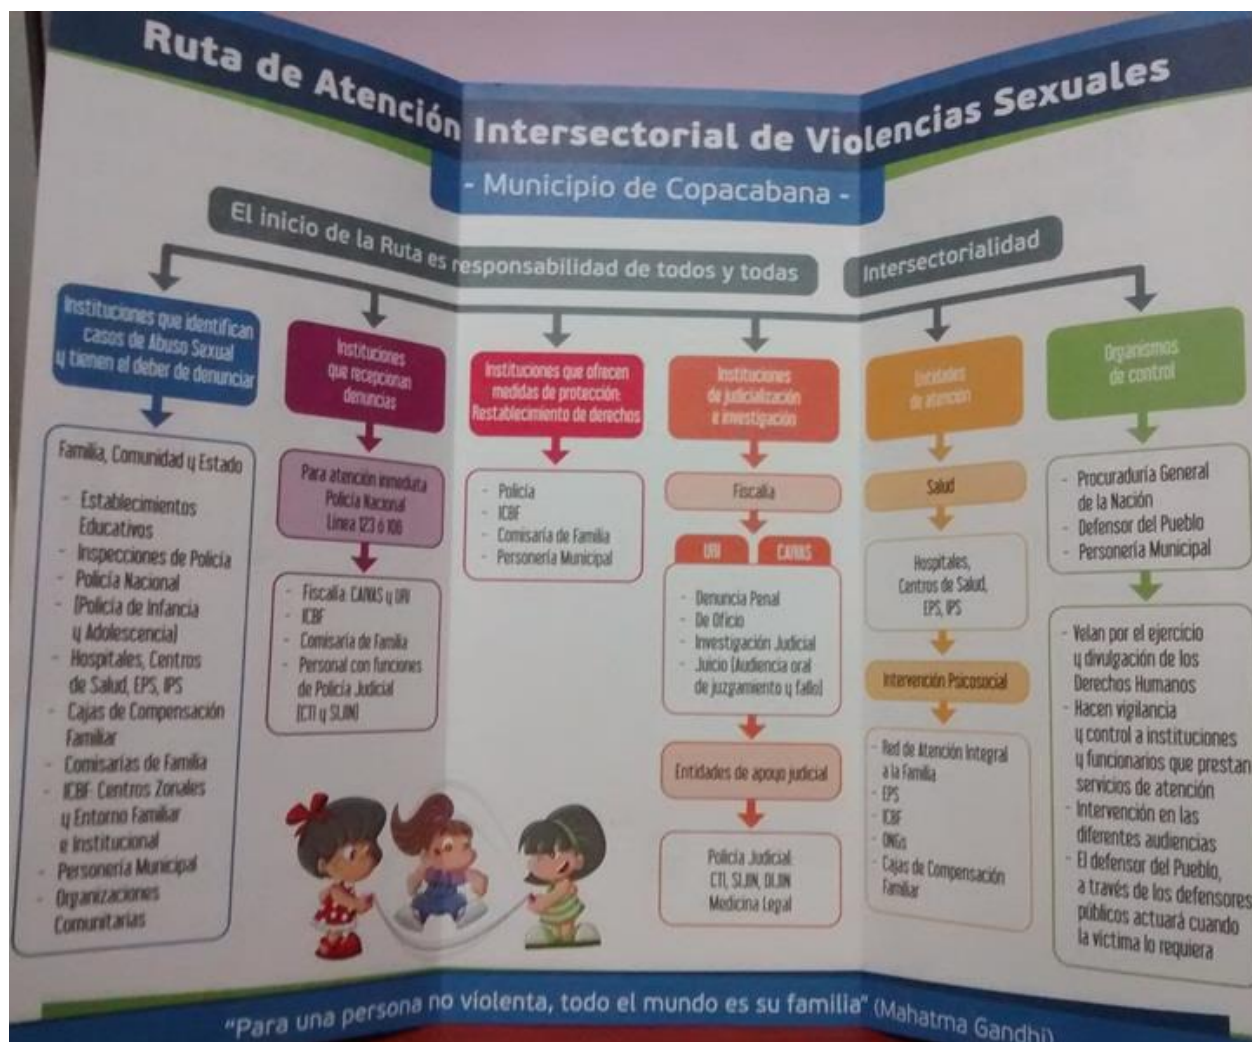 Ruta de Atención Intersectorial de Violencias Sexuales
- Municipio de Copacabana -
El inicio de la Ruta es responsabilidad de todos y todas
Intersectorialidad
Instituciones que identifican
casos de Abuso Sexual
y tienen el deber de denunciar
Familia, Comunidad y Estado
- Establecimientos
Educativos
- Inspecciones de Policía
- Policía Nacional
- (Policía de Infancia
y Adolescencia)
- Hospitales, Centros
de Salud, EPS, IPS
- Cajas de Compensación
Familiar
- Comisarías de Familia
- ICBF: Centros Zonales
y Entorno Familiar
e Institucional
- Personería Municipal
- Organizaciones
Comunitarias
Instituciones
que recepcionan
denuncias
Para atención inmediata
Policía Nacional
Línea 123 ó 106
- Fiscalía: CAIVAS y URI
- ICBF
- Comisaría de Familia
- Personal con funciones
de Policía Judicial
(CTI y SIJIN)
Instituciones que ofrecen
medidas de protección:
Restablecimiento de derechos
- Policía
- ICBF
- Comisaría de Familia
- Personería Municipal
Instituciones
de judicialización
e investigación
Fiscalía
URI
CAIVAS
- Denuncia Penal
- De Oficio
- Investigación Judicial
- Juicio (Audiencia oral
de juzgamiento y fallo)
Entidades de apoyo judicial
Policía Judicial:
CTI, SIJIN, DIJIN
Medicina Legal
Entidades
de atención
Salud
Hospitales,
Centros de Salud,
EPS, IPS
Intervención Psicosocial
- Red de Atención Integral
a la Familia
- EPS
- ICBF
- ONGs
- Cajas de Compensación
Familiar
Organismos
de control
- Procuraduría General
de la Nación
- Defensor del Pueblo
- Personería Municipal
- Velan por el ejercicio
y divulgación de los
Derechos Humanos
- Hacen vigilancia
y control a instituciones
y funcionarios que prestan
servicios de atención
- Intervención en las
diferentes audiencias
- El defensor del Pueblo,
a través de los defensores
públicos actuará cuando
la víctima lo requiera
"Para una persona no violenta, todo el mundo es su familia" (Mahatma Gandhi)